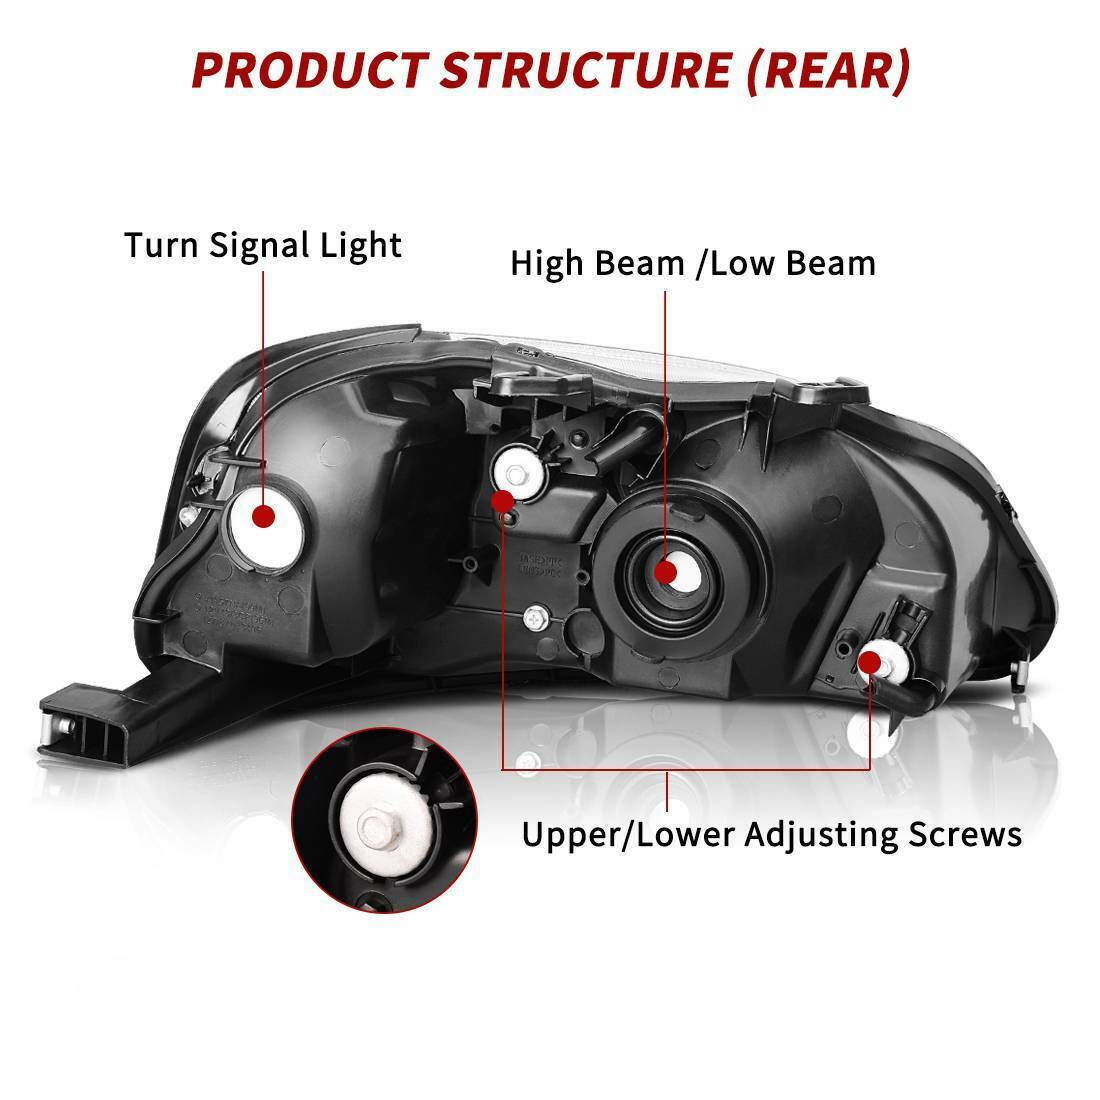 PRODUCT STRUCTURE (REAR)
Turn Signal Light
High Beam /Low Beam
Upper/Lower Adjusting Screws